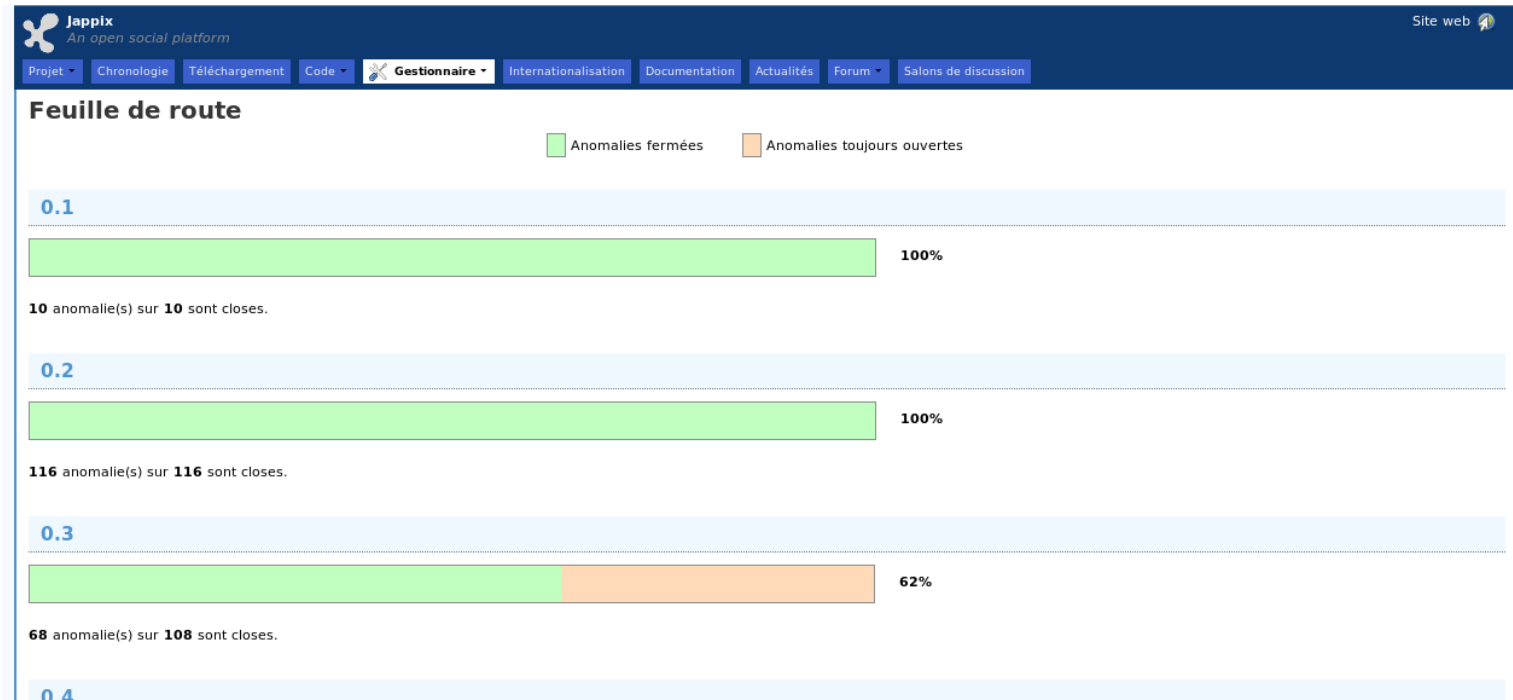 Jappix
An open social platform
Site web
Projet Chronologie Téléchargement Code Gestionnaire Internationalisation Documentation Actualités Forum Salons de discussion
Feuille de route
Anomalies fermées Anomalies toujours ouvertes
0.1
100%
10 anomalie(s) sur 10 sont closes.
0.2
100%
116 anomalie(s) sur 116 sont closes.
0.3
62%
68 anomalie(s) sur 108 sont closes.
0.4